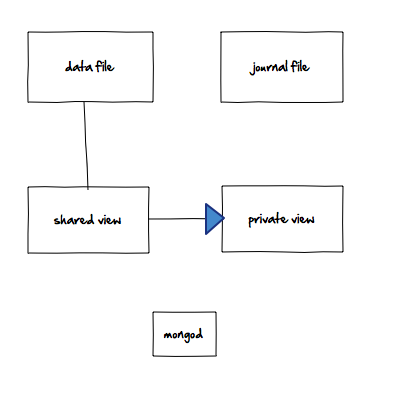 data file
journal file
shared view
private view
mongod